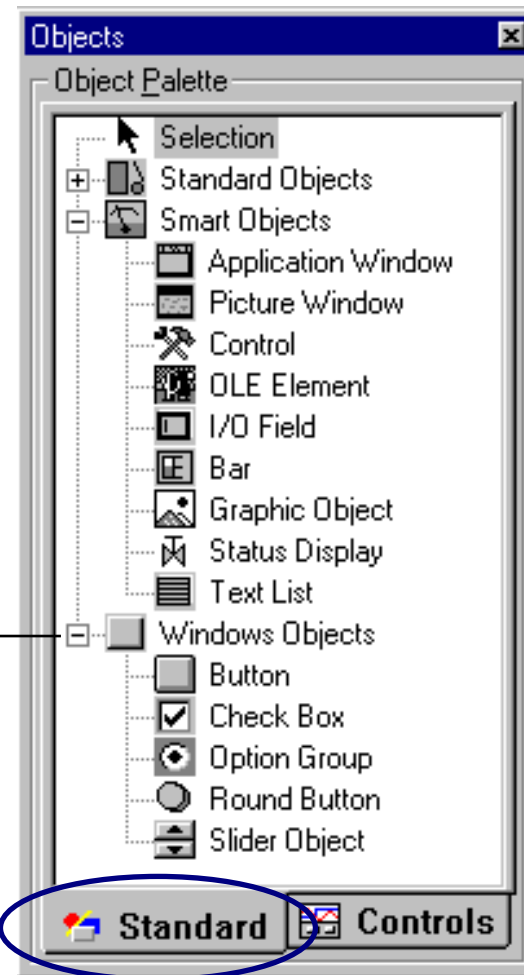 Objects
Object Palette
Selection
Standard Objects
Smart Objects
Application Window
Picture Window
Control
OLE Element
I/O Field
Bar
Graphic Object
Status Display
Text List
Windows Objects
Button
Check Box
Option Group
Round Button
Slider Object
Standard Controls